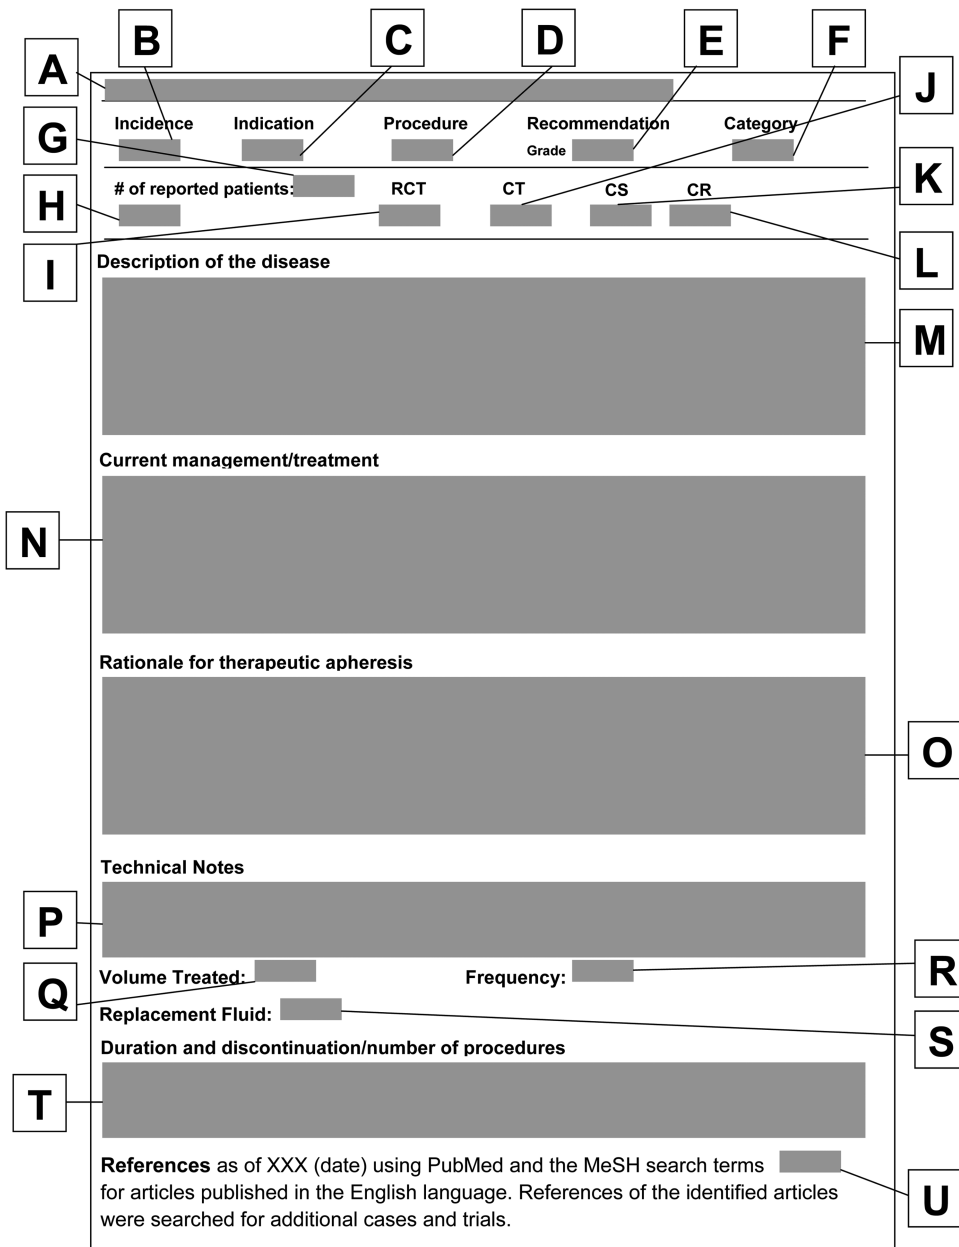 B C D E F
A J
G Incidence Indication Procedure Recommendation Category
Grade
K
H # of reported patients: RCT CT CS CR
I L
Description of the disease
M
Current management/treatment
N
Rationale for therapeutic apheresis
O
Technical Notes
P
Q Volume Treated: Frequency: R
Replacement Fluid: S
Duration and discontinuation/number of procedures
T
References as of XXX (date) using PubMed and the MeSH search terms
for articles published in the English language. References of the identified articles U
were searched for additional cases and trials.